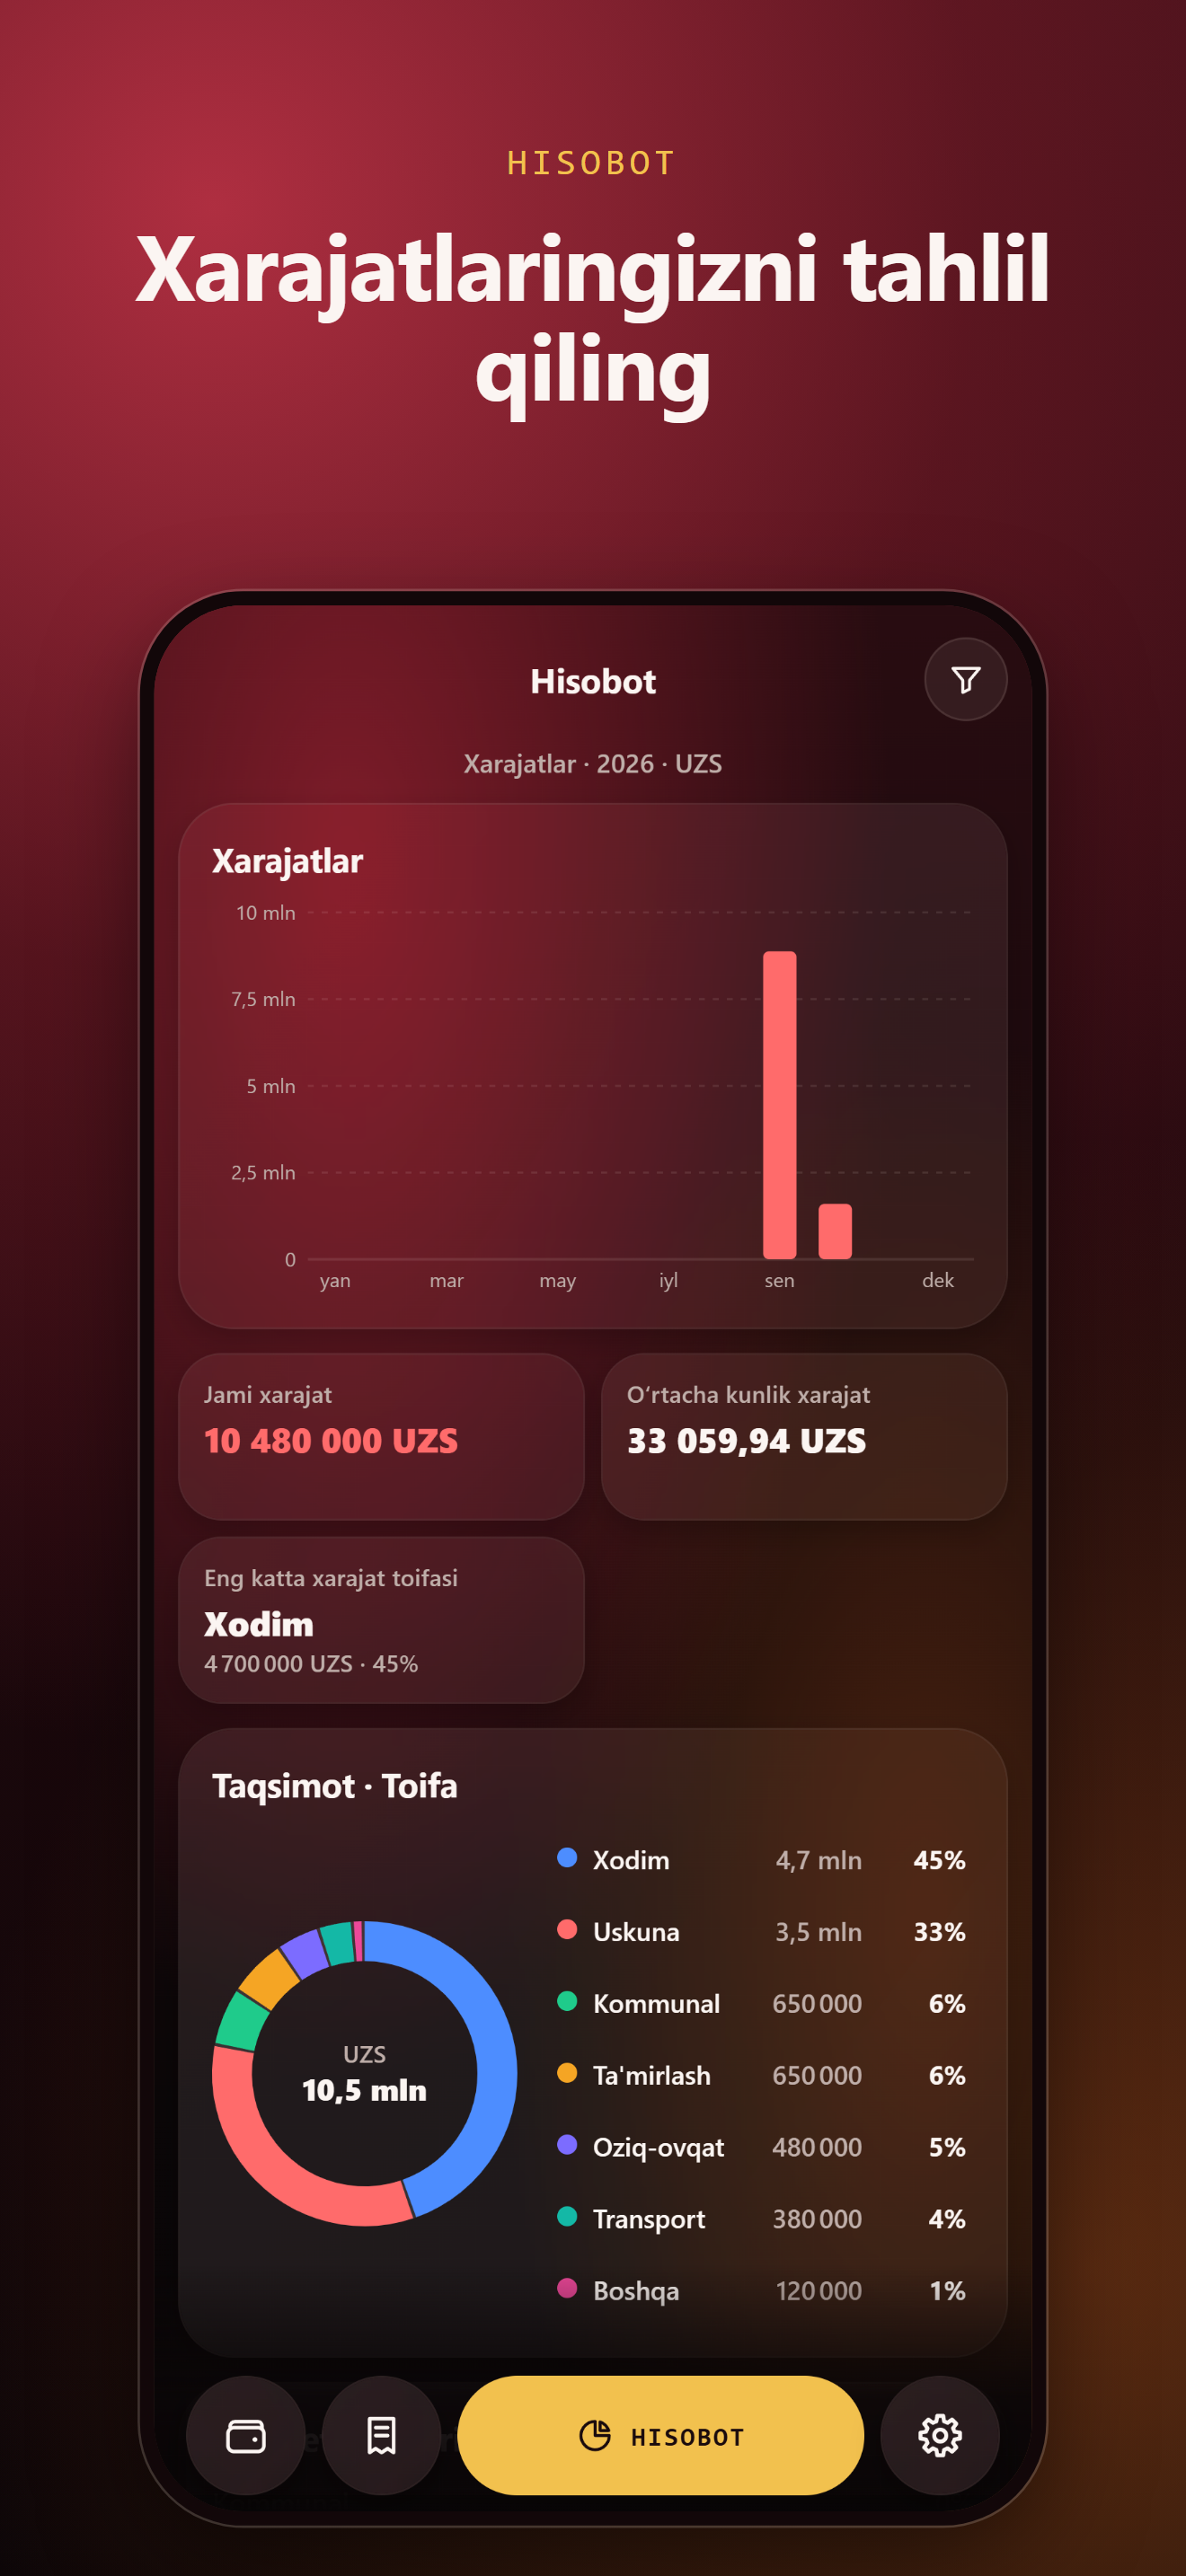 HISOBOT
Xarajatlaringizni tahlil
qiling
Hisobot
Xarajatlar · 2026 · UZS
Xarajatlar
10 mln
7,5 mln
5 mln
2,5 mln
0
yan mar may iyl sen dek
Jami xarajat
10 480 000 UZS
Oʻrtacha kunlik xarajat
33 059,94 UZS
Eng katta xarajat toifasi
Xodim
4 700 000 UZS · 45%
Taqsimot · Toifa
UZS
10,5 mln
Xodim 4,7 mln 45%
Uskuna 3,5 mln 33%
Kommunal 650 000 6%
Ta'mirlash 650 000 6%
Oziq-ovqat 480 000 5%
Transport 380 000 4%
Boshqa 120 000 1%
HISOBOT